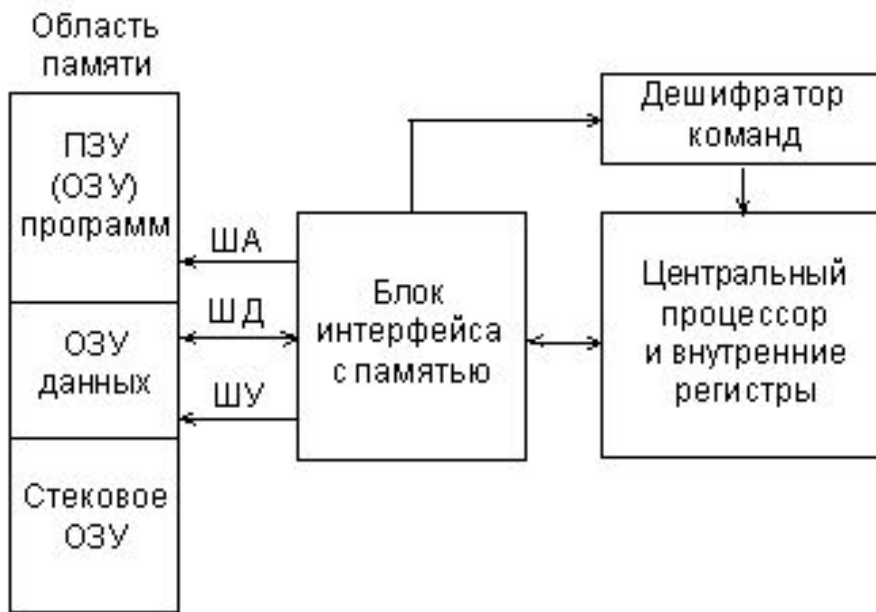 Область
памяти
ПЗУ
(ОЗУ)
программ
ОЗУ
данных
Стековое
ОЗУ
ША
ШД
ШУ
Блок
интерфейса
с памятью
Дешифратор
команд
Центральный
процессор
и внутренние
регистры